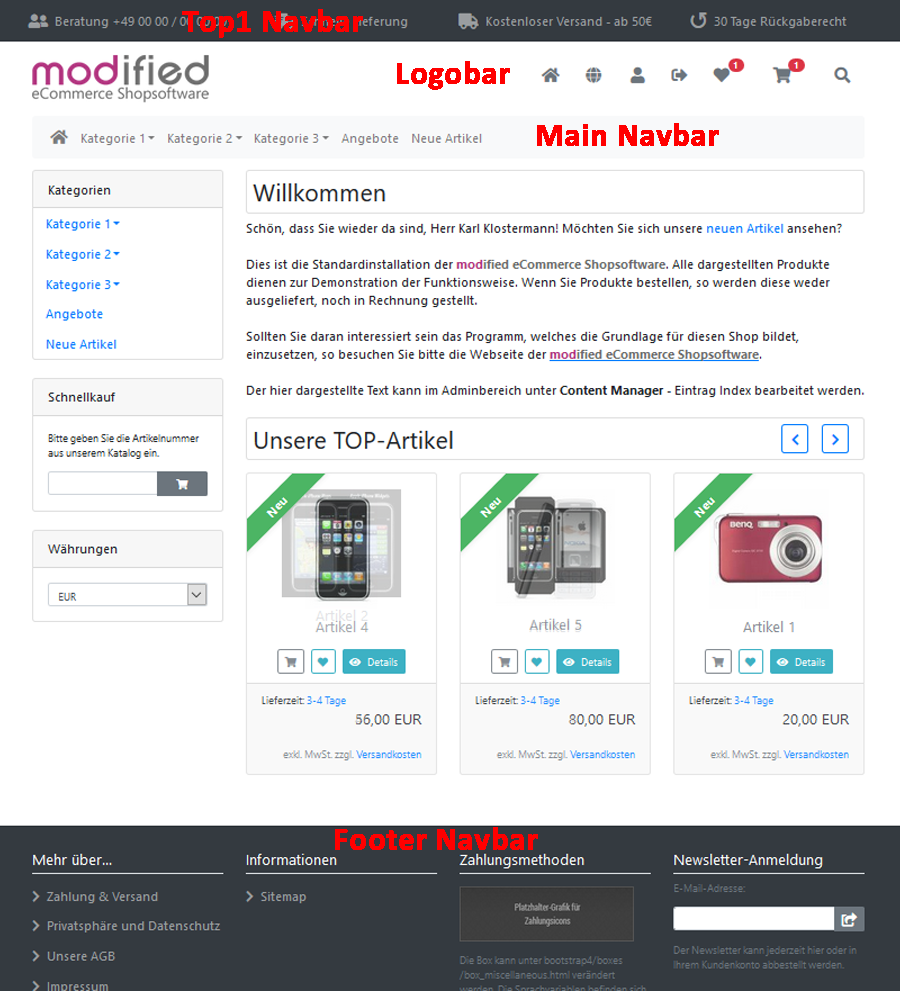 Beratung +49 00 00 / 00 00 00
Top1 Navbar
Lieferung
Kostenloser Versand - ab 50€
30 Tage Rückgaberecht
modified
eCommerce Shopsoftware
Logobar
1
1
Kategorie 1
Kategorie 2
Kategorie 3
Angebote
Neue Artikel
Main Navbar
Kategorien
Kategorie 1
Kategorie 2
Kategorie 3
Angebote
Neue Artikel
Schnellkauf
Bitte geben Sie die Artikelnummer
aus unserem Katalog ein.
Währungen
EUR
Willkommen
Schön, dass Sie wieder da sind, Herr Karl Klostermann! Möchten Sie sich unsere neuen Artikel ansehen?
Dies ist die Standardinstallation der modified eCommerce Shopsoftware. Alle dargestellten Produkte
dienen zur Demonstration der Funktionsweise. Wenn Sie Produkte bestellen, so werden diese weder
ausgeliefert, noch in Rechnung gestellt.
Sollten Sie daran interessiert sein das Programm, welches die Grundlage für diesen Shop bildet,
einzusetzen, so besuchen Sie bitte die Webseite der modified eCommerce Shopsoftware.
Der hier dargestellte Text kann im Adminbereich unter Content Manager - Eintrag Index bearbeitet werden.
Unsere TOP-Artikel
Neu
Artikel 2
Artikel 4
Details
Lieferzeit: 3-4 Tage
56,00 EUR
exkl. MwSt. zzgl. Versandkosten
Neu
Artikel 5
Details
Lieferzeit: 3-4 Tage
80,00 EUR
exkl. MwSt. zzgl. Versandkosten
Neu
BenQ
Artikel 1
Details
Lieferzeit: 3-4 Tage
20,00 EUR
exkl. MwSt. zzgl. Versandkosten
Footer Navbar
Mehr über...
Zahlung & Versand
Privatsphäre und Datenschutz
Unsere AGB
Impressum
Informationen
Sitemap
Zahlungsmethoden
Platzhalter-Grafik für
Zahlungsicons
Die Box kann unter bootstrap4/boxes
/box_miscellaneous.html verändert
werden. Die Sprachvariablen befinden sich
Newsletter-Anmeldung
E-Mail-Adresse:
Der Newsletter kann jederzeit hier oder in
Ihrem Kundenkonto abbestellt werden.